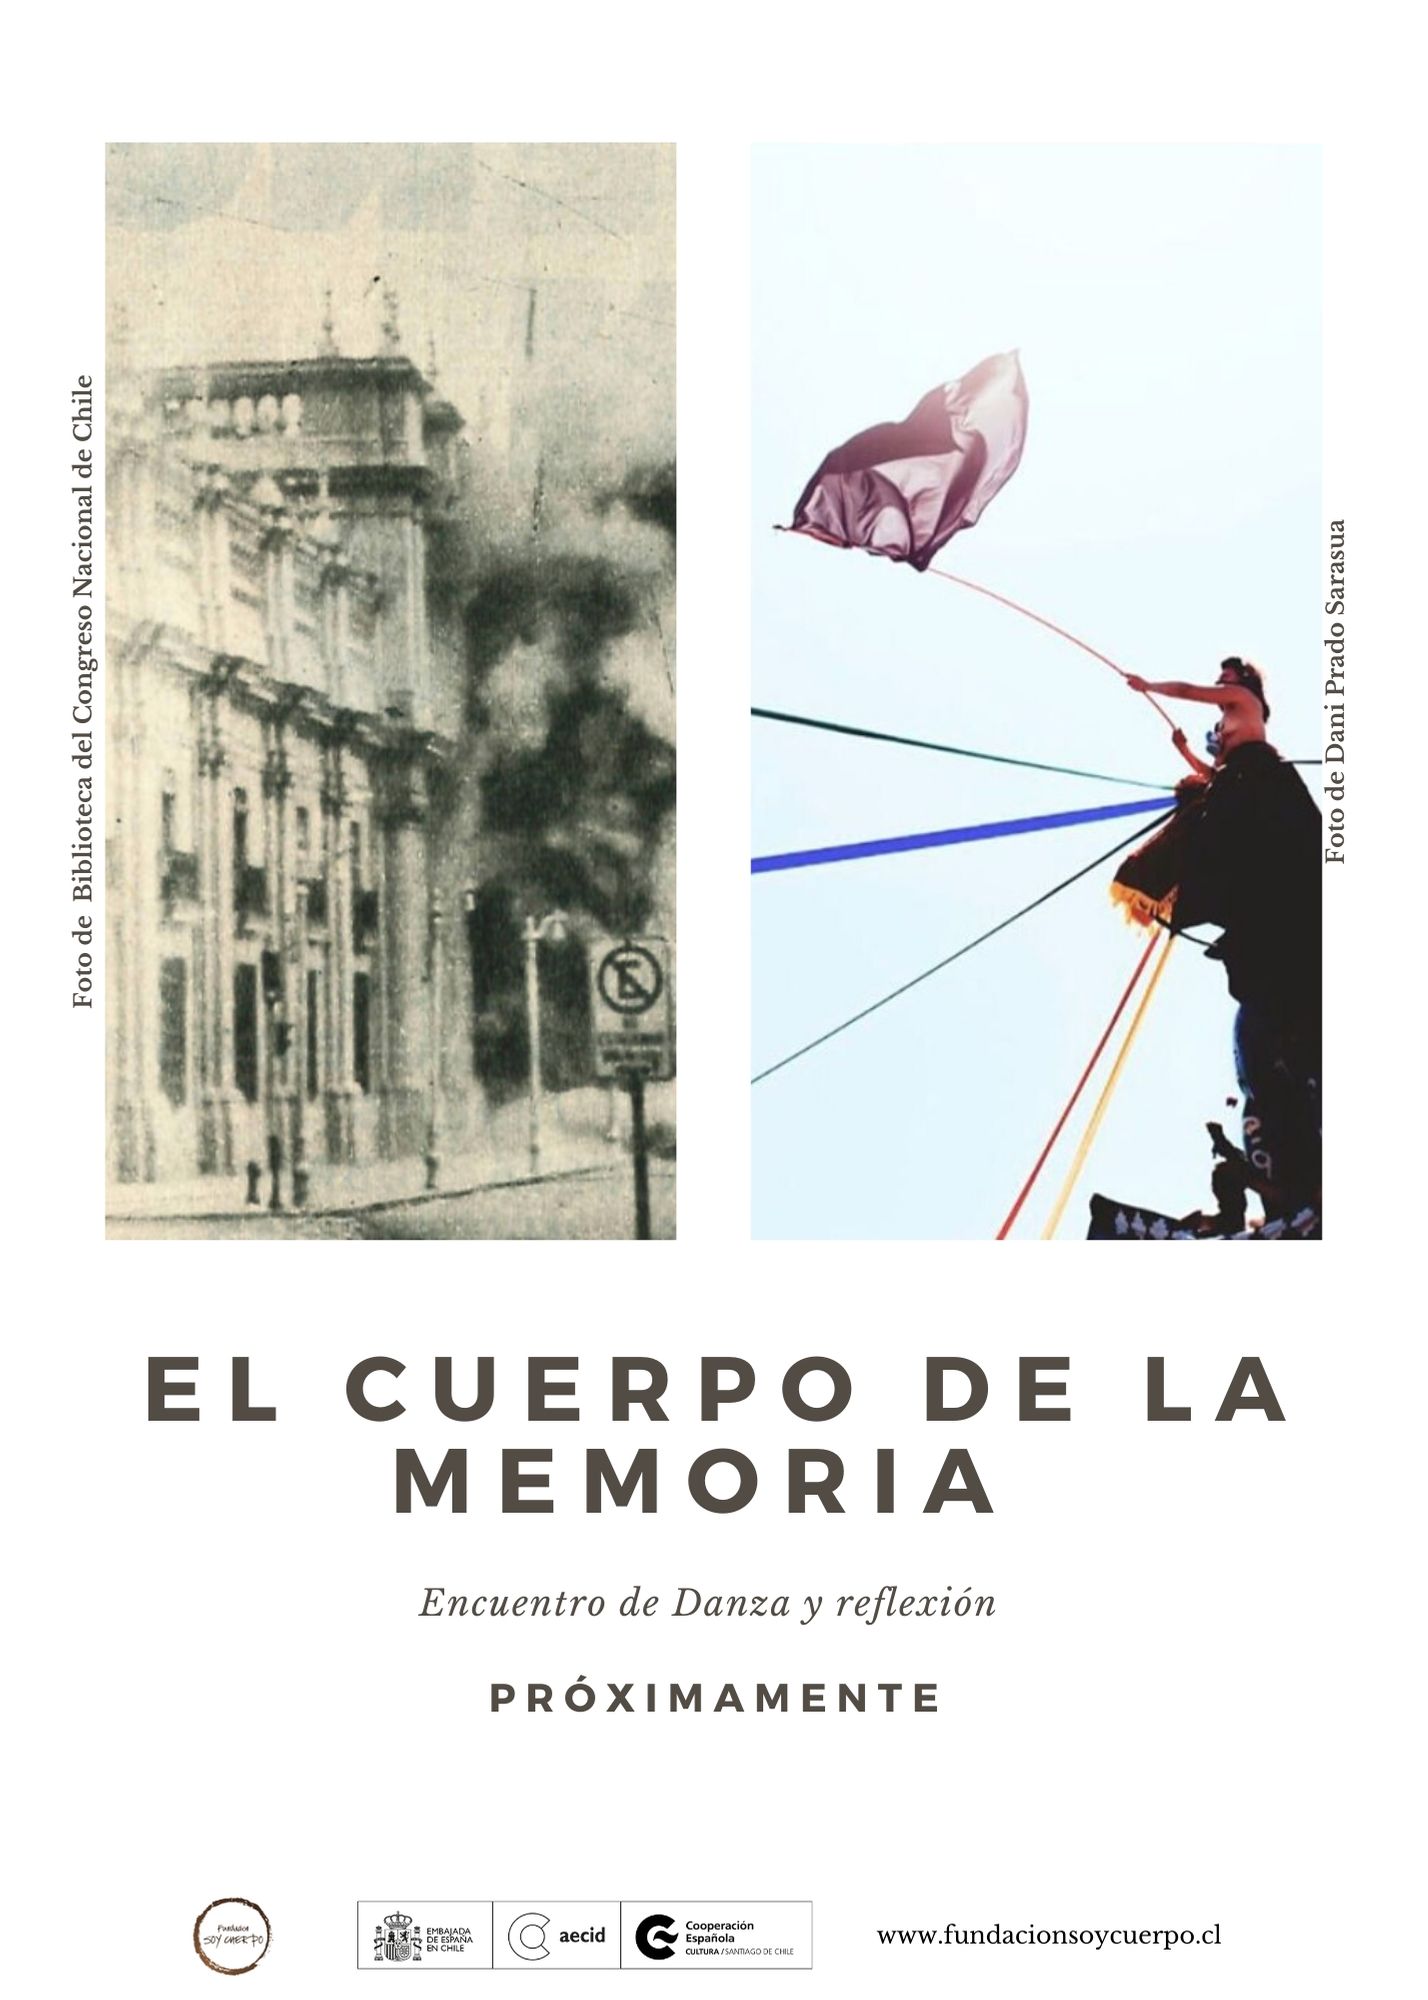 Foto de Biblioteca del Congreso Nacional de Chile
Foto de Dani Prado Sarasua
EL CUERPO DE LA
MEMORIA
Encuentro de Danza y reflexión
PRÓXIMAMENTE
Fundación
SOY CUERPO
EMBAJADA
DE ESPAÑA
EN CHILE
aecid
Cooperación
Española
CULTURA / SANTIAGO DE CHILE
www.fundacionsoycuerpo.cl